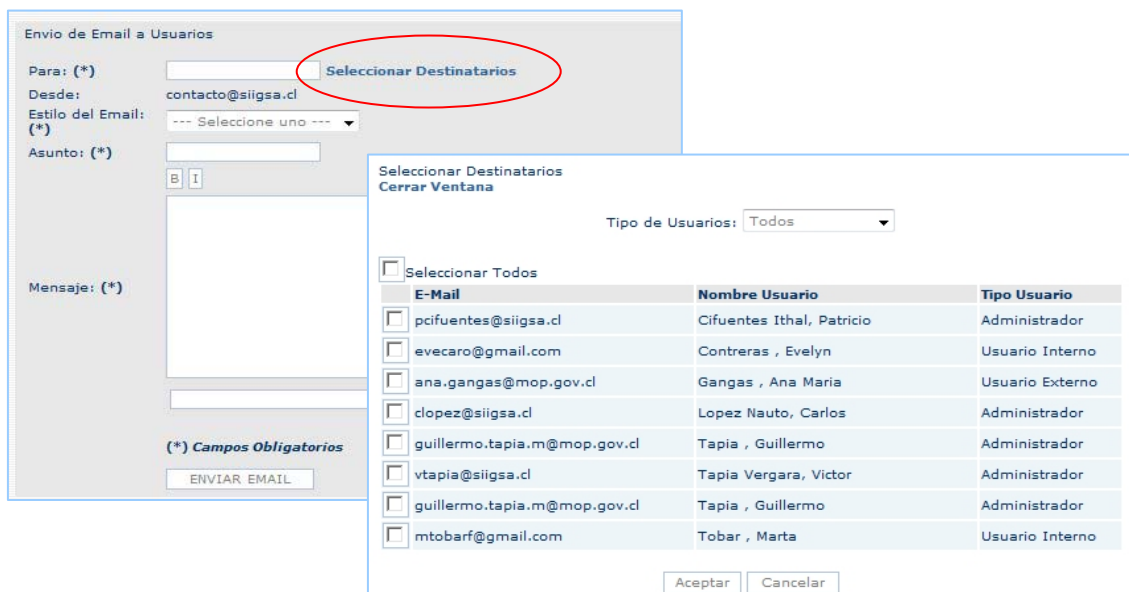 Envio de Email a Usuarios
Para: (*) Seleccionar Destinatarios
Desde: contacto@siigsa.cl
Estilo del Email: (*) --- Seleccione uno ---
Asunto: (*)
B I
Mensaje: (*)
(*) Campos Obligatorios
ENVIAR EMAIL
Seleccionar Destinatarios
Cerrar Ventana
Tipo de Usuarios: Todos
Seleccionar Todos
E-Mail Nombre Usuario Tipo Usuario
pcifuentes@siigsa.cl Cifuentes Ithal, Patricio Administrador
evecaro@gmail.com Contreras , Evelyn Usuario Interno
ana.gangas@mop.gov.cl Gangas , Ana Maria Usuario Externo
clopez@siigsa.cl Lopez Nauto, Carlos Administrador
guillermo.tapia.m@mop.gov.cl Tapia , Guillermo Administrador
vtapia@siigsa.cl Tapia Vergara, Victor Administrador
guillermo.tapia.m@mop.gov.cl Tapia , Guillermo Administrador
mtobarf@gmail.com Tobar , Marta Usuario Interno
Aceptar Cancelar